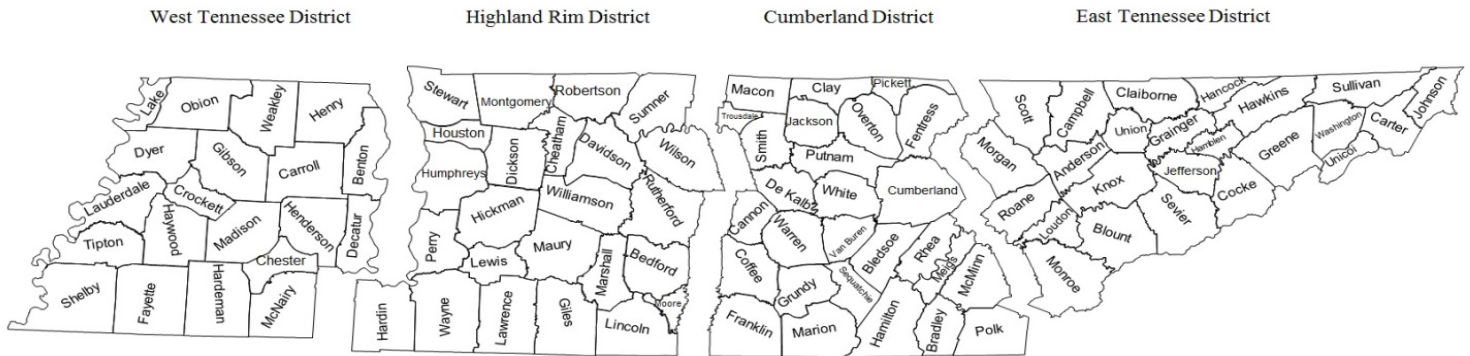 West Tennessee District
Highland Rim District
Cumberland District
East Tennessee District
Lake
Obion
Weakley
Henry
Dyer
Gibson
Carroll
Benton
Lauderdale
Crockett
Haywood
Madison
Henderson
Decatur
Tipton
Chester
Shelby
Fayette
Hardeman
McNairy
Stewart
Montgomery
Robertson
Sumner
Houston
Dickson
Cheatham
Davidson
Wilson
Humphreys
Hickman
Williamson
Rutherford
Perry
Lewis
Maury
Marshall
Bedford
Moore
Hardin
Wayne
Lawrence
Giles
Lincoln
Macon
Clay
Pickett
Trousdale
Smith
Jackson
Overton
Fentress
Putnam
De Kalb
White
Cumberland
Cannon
Warren
Van Buren
Bledsoe
Rhea
Meigs
McMinn
Coffee
Grundy
Sequatchie
Franklin
Marion
Hamilton
Bradley
Polk
Scott
Campbell
Claiborne
Hancock
Hawkins
Sullivan
Johnson
Morgan
Anderson
Union
Grainger
Hamblen
Greene
Washington
Carter
Unicoi
Roane
Loudon
Knox
Jefferson
Cocke
Sevier
Blount
Monroe